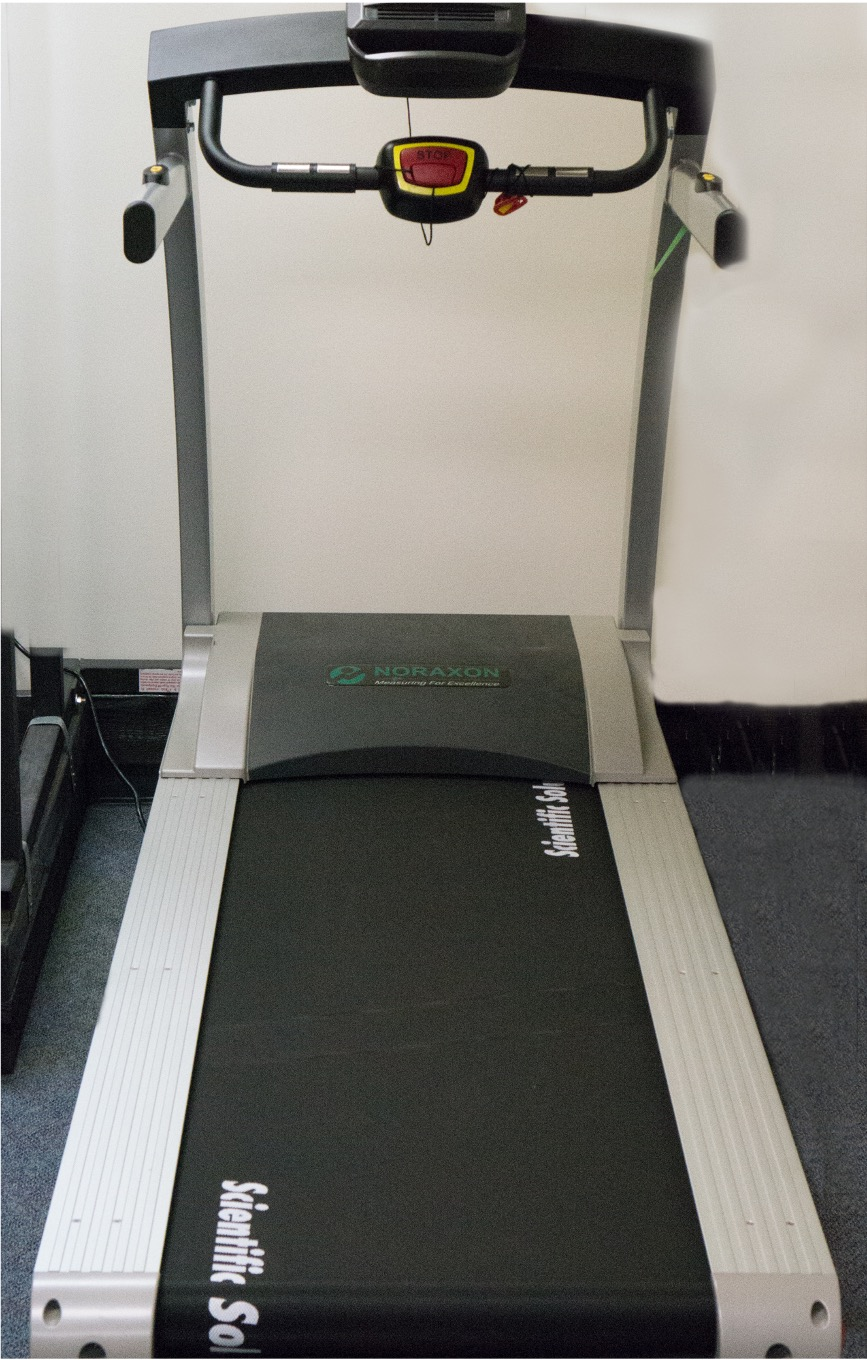 STOP
NORAXON
Measuring For Excellence
Scientific Sol
Scientific Sol